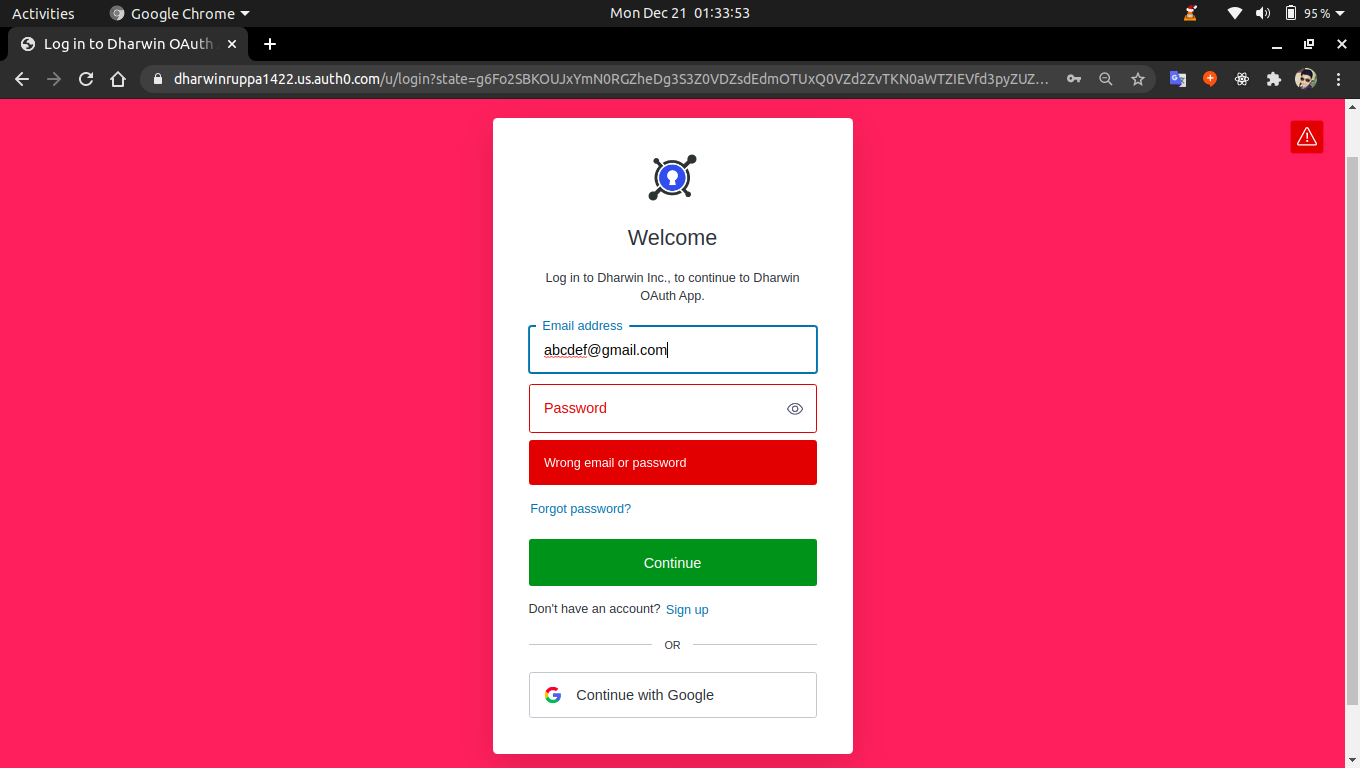 Activities
Google Chrome
Mon Dec 21 01:33:53
95 %
Log in to Dharwin OAuth
dharwinruppa1422.us.auth0.com/u/login?state=g6Fo2SBKOUJxYmN0RGZheDg3S3Z0VDZsdEdmOTUxQ0VZd2ZvTKN0aWTZIEVfd3pyZUZ...
Welcome
Log in to Dharwin Inc., to continue to Dharwin
OAuth App.
Email address
abcdef@gmail.com
Password
Wrong email or password
Forgot password?
Continue
Don't have an account? Sign up
OR
Continue with Google